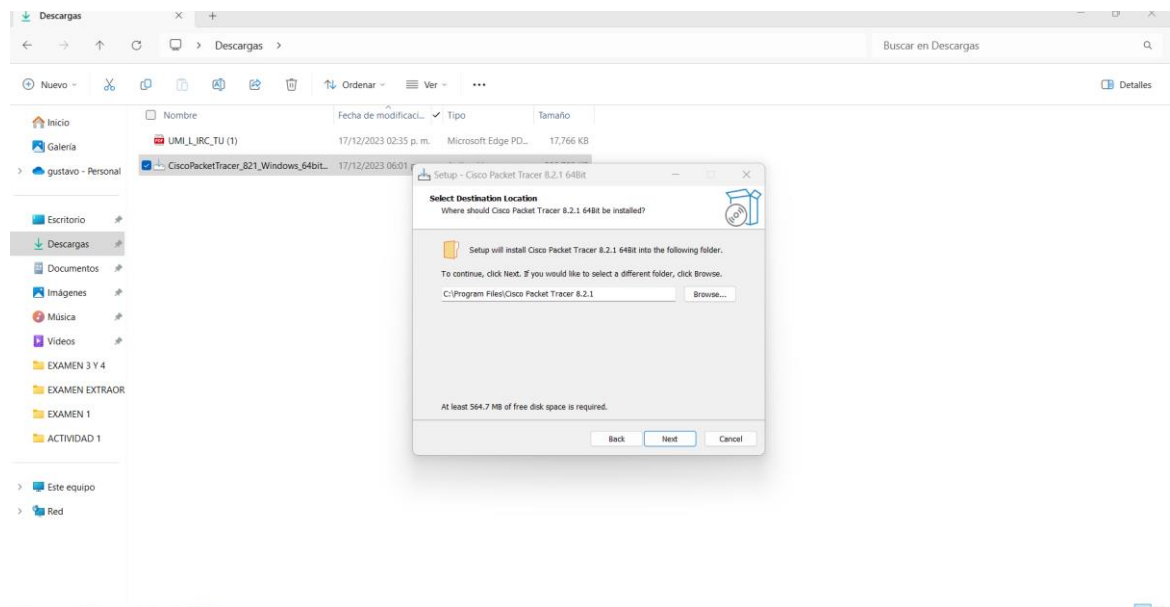 Descargas
Descargas
Buscar en Descargas
Nuevo
Ordenar
Ver
Detalles
Nombre
Fecha de modificaci...
Tipo
Tamaño
UMI_L_IRC_TU (1)
17/12/2023 02:35 p. m.
Microsoft Edge PD...
17,766 KB
CiscoPacketTracer_821_Windows_64bit...
17/12/2023 06:01
Inicio
Galería
gustavo - Personal
Escritorio
Descargas
Documentos
Imágenes
Música
Videos
EXAMEN 3 Y 4
EXAMEN EXTRAOR
EXAMEN 1
ACTIVIDAD 1
Este equipo
Red
Setup - Cisco Packet Tracer 8.2.1 64Bit
Select Destination Location
Where should Cisco Packet Tracer 8.2.1 64Bit be installed?
Setup will install Cisco Packet Tracer 8.2.1 64Bit into the following folder.
To continue, click Next. If you would like to select a different folder, click Browse.
C:\Program Files\Cisco Packet Tracer 8.2.1
Browse...
At least 564.7 MB of free disk space is required.
Back
Next
Cancel